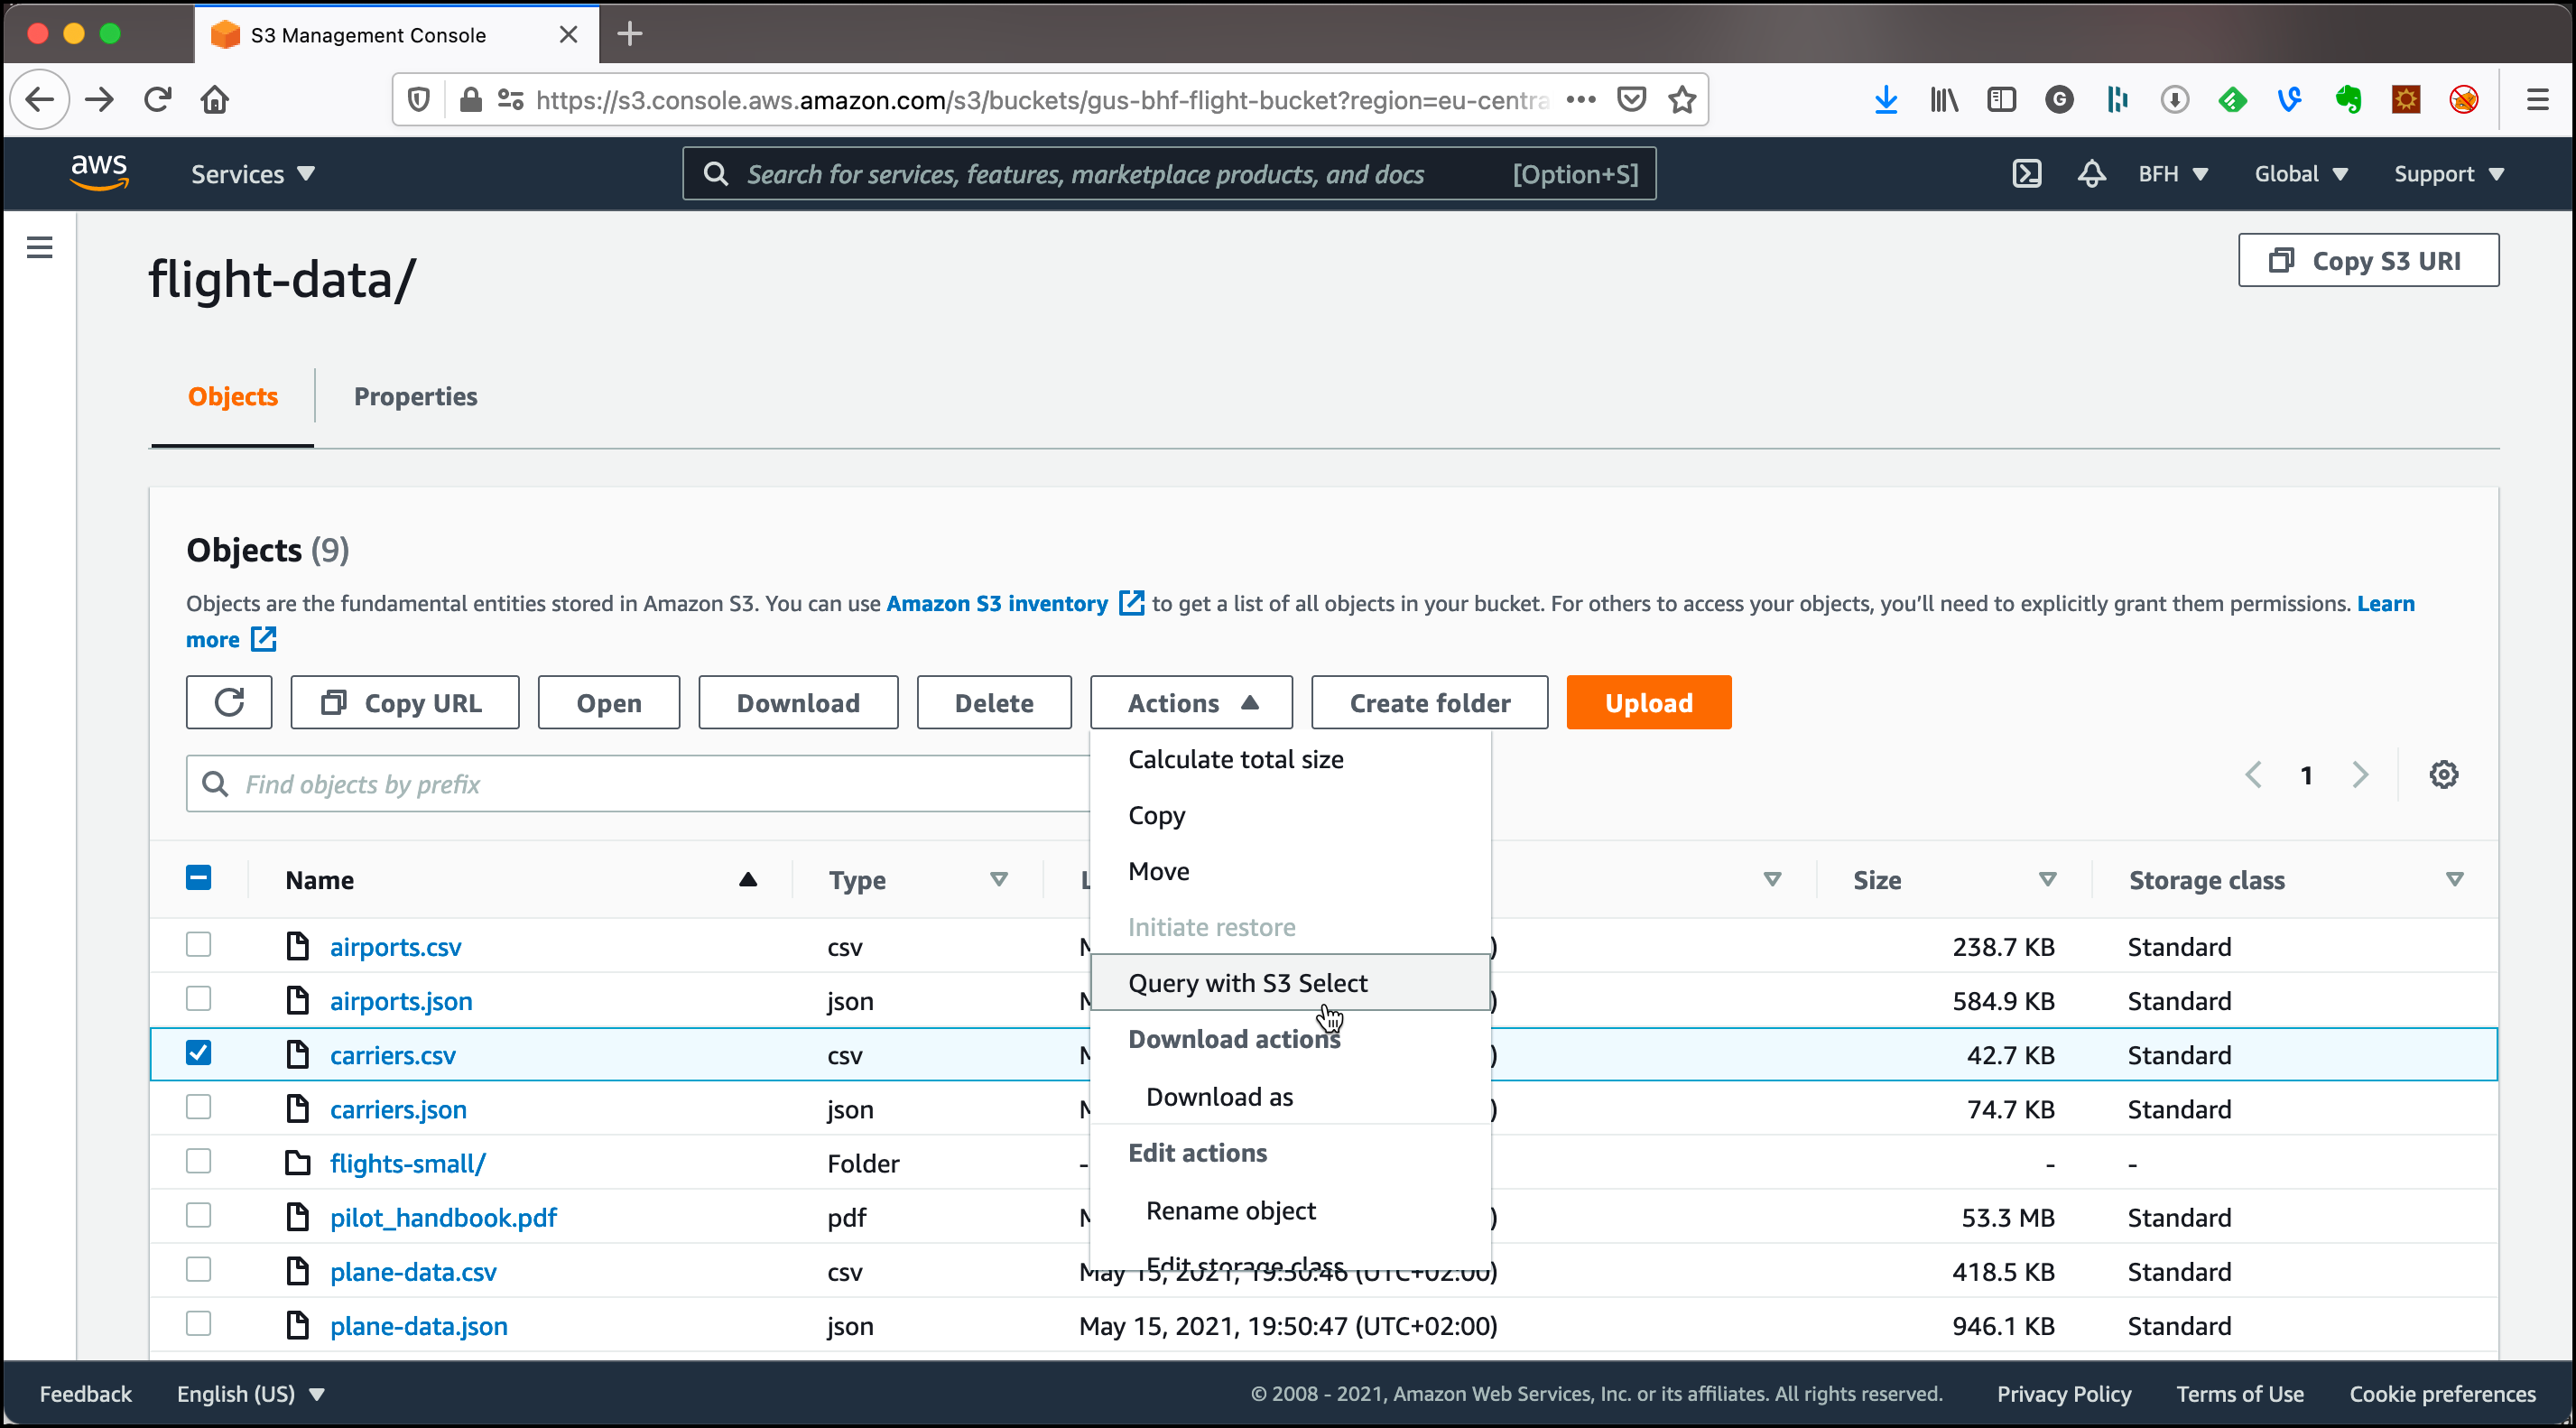 S3 Management Console
https://s3.console.aws.amazon.com/s3/buckets/gus-bhf-flight-bucket?region=eu-centra
aws
Services
Search for services, features, marketplace products, and docs [Option+S]
BFH
Global
Support
flight-data/
Copy S3 URI
Objects
Properties
Objects (9)
Objects are the fundamental entities stored in Amazon S3. You can use Amazon S3 inventory to get a list of all objects in your bucket. For others to access your objects, you'll need to explicitly grant them permissions. Learn
more
Copy URL
Open
Download
Delete
Actions
Create folder
Upload
Find objects by prefix
1
Calculate total size
Copy
Move
Initiate restore
Query with S3 Select
Download actions
Download as
Edit actions
Rename object
Edit storage class
Name Type Size Storage class
airports.csv csv 238.7 KB Standard
airports.json json 584.9 KB Standard
carriers.csv csv 42.7 KB Standard
carriers.json json 74.7 KB Standard
flights-small/ Folder - - -
pilot_handbook.pdf pdf 53.3 MB Standard
plane-data.csv csv May 15, 2021, 19:50:46 (UTC+02:00) 418.5 KB Standard
plane-data.json json May 15, 2021, 19:50:47 (UTC+02:00) 946.1 KB Standard
Feedback
English (US)
© 2008 - 2021, Amazon Web Services, Inc. or its affiliates. All rights reserved.
Privacy Policy
Terms of Use
Cookie preferences